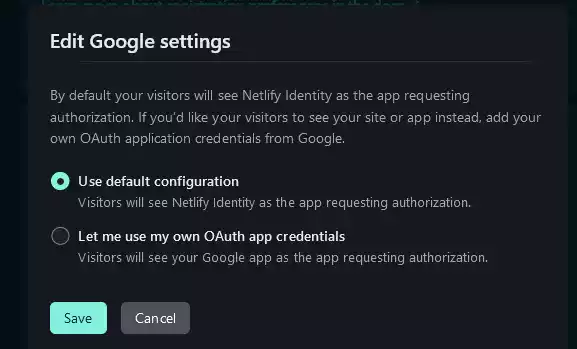 Edit Google settings
By default your visitors will see Netlify Identity as the app requesting
authorization. If you'd like your visitors to see your site or app instead, add your
own OAuth application credentials from Google.
Use default configuration
Visitors will see Netlify Identity as the app requesting authorization.
Let me use my own OAuth app credentials
Visitors will see your Google app as the app requesting authorization.
Save Cancel